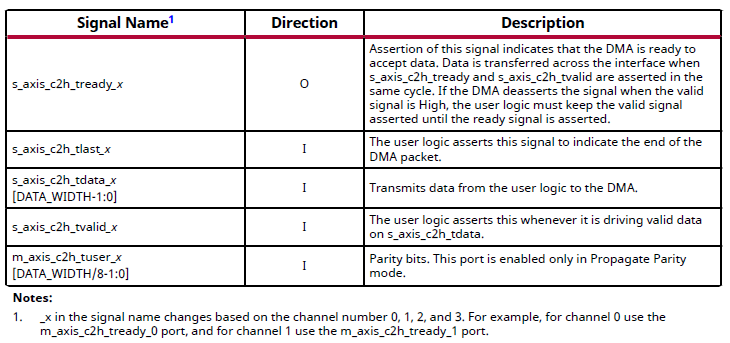 Signal Name1 Direction Description
Assertion of this signal indicates that the DMA is ready to
accept data. Data is transferred across the interface when
s_axis_c2h_tready and s_axis_c2h_tvalid are asserted in the
s_axis_c2h_tready_x O
same cycle. If the DMA deasserts the signal when the valid
signal is High, the user logic must keep the valid signal
asserted until the ready signal is asserted.
s_axis_c2h_tlast_x I
The user logic asserts this signal to indicate the end of the
DMA packet.
s_axis_c2h_tdata_x
[DATA_WIDTH-1:0]
I
Transmits data from the user logic to the DMA.
s_axis_c2h_tvalid_x I
The user logic asserts this whenever it is driving valid data
on s_axis_c2h_tdata.
m_axis_c2h_tuser_x
[DATA_WIDTH/8-1:0]
I
Parity bits. This port is enabled only in Propagate Parity
mode.
Notes:
1. _x in the signal name changes based on the channel number 0, 1, 2, and 3. For example, for channel 0 use the
m_axis_c2h_tready_0 port, and for channel 1 use the m_axis_c2h_tready_1 port.